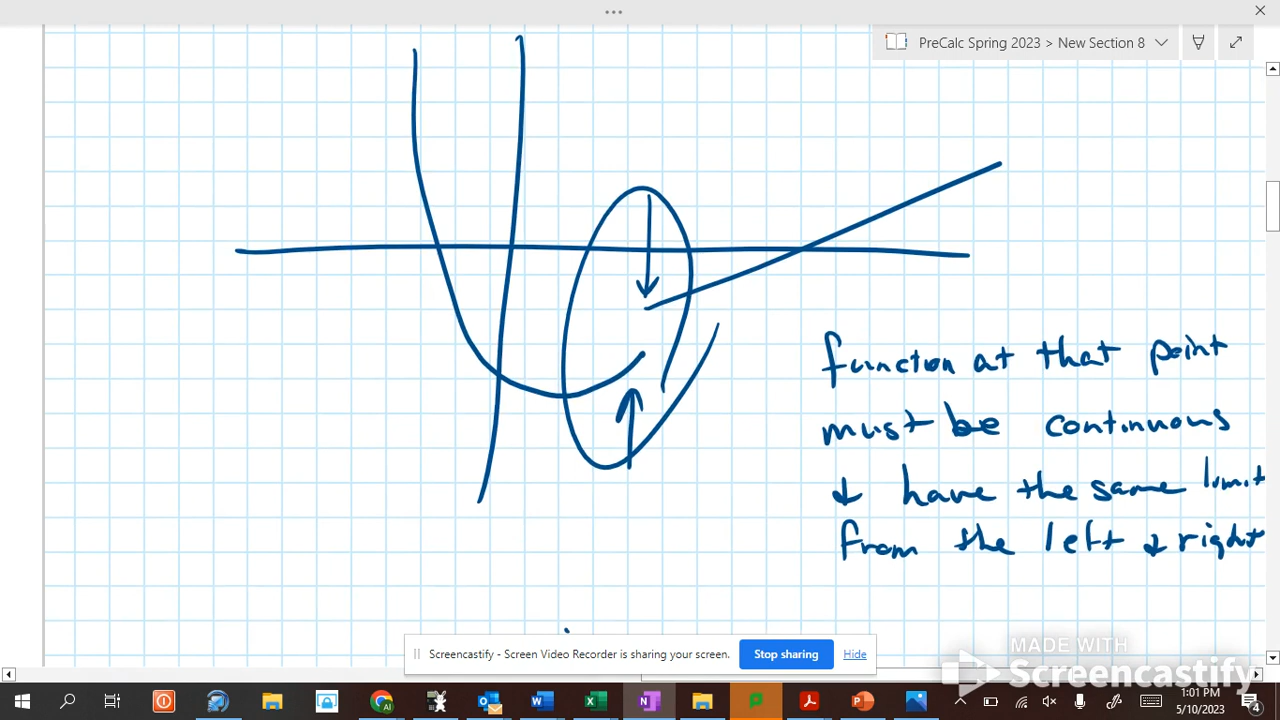 PreCalc Spring 2023 > New Section 8
function at that point
must be continuous
& have the same limit
from the left & right
Screencastify - Screen Video Recorder is sharing your screen.
Stop sharing
Hide
MADE WITH
Screencastify
1:01 PM
5/10/2023
4